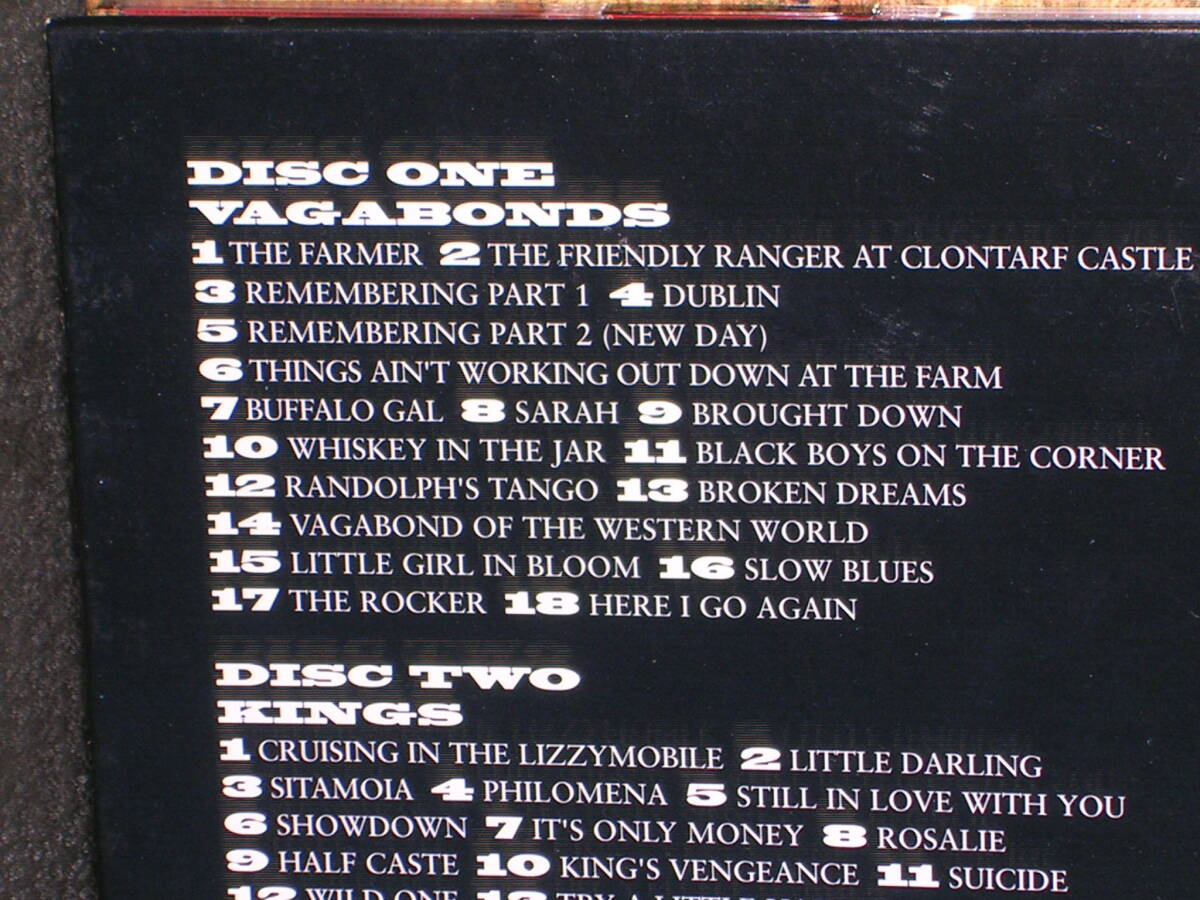 DISC ONE
VAGABONDS
1 THE FARMER 2 THE FRIENDLY RANGER AT CLONTARF CASTLE
3 REMEMBERING PART 1 4 DUBLIN
5 REMEMBERING PART 2 (NEW DAY)
6 THINGS AIN'T WORKING OUT DOWN AT THE FARM
7 BUFFALO GAL 8 SARAH 9 BROUGHT DOWN
10 WHISKEY IN THE JAR 11 BLACK BOYS ON THE CORNER
12 RANDOLPH'S TANGO 13 BROKEN DREAMS
14 VAGABOND OF THE WESTERN WORLD
15 LITTLE GIRL IN BLOOM 16 SLOW BLUES
17 THE ROCKER 18 HERE I GO AGAIN
DISC TWO
KINGS
1 CRUISING IN THE LIZZYMOBILE 2 LITTLE DARLING
3 SITAMOIA 4 PHILOMENA 5 STILL IN LOVE WITH YOU
6 SHOWDOWN 7 IT'S ONLY MONEY 8 ROSALIE
9 HALF CASTE 10 KING'S VENGEANCE 11 SUICIDE
12 WILD ONE 13 TRY A LITTLE